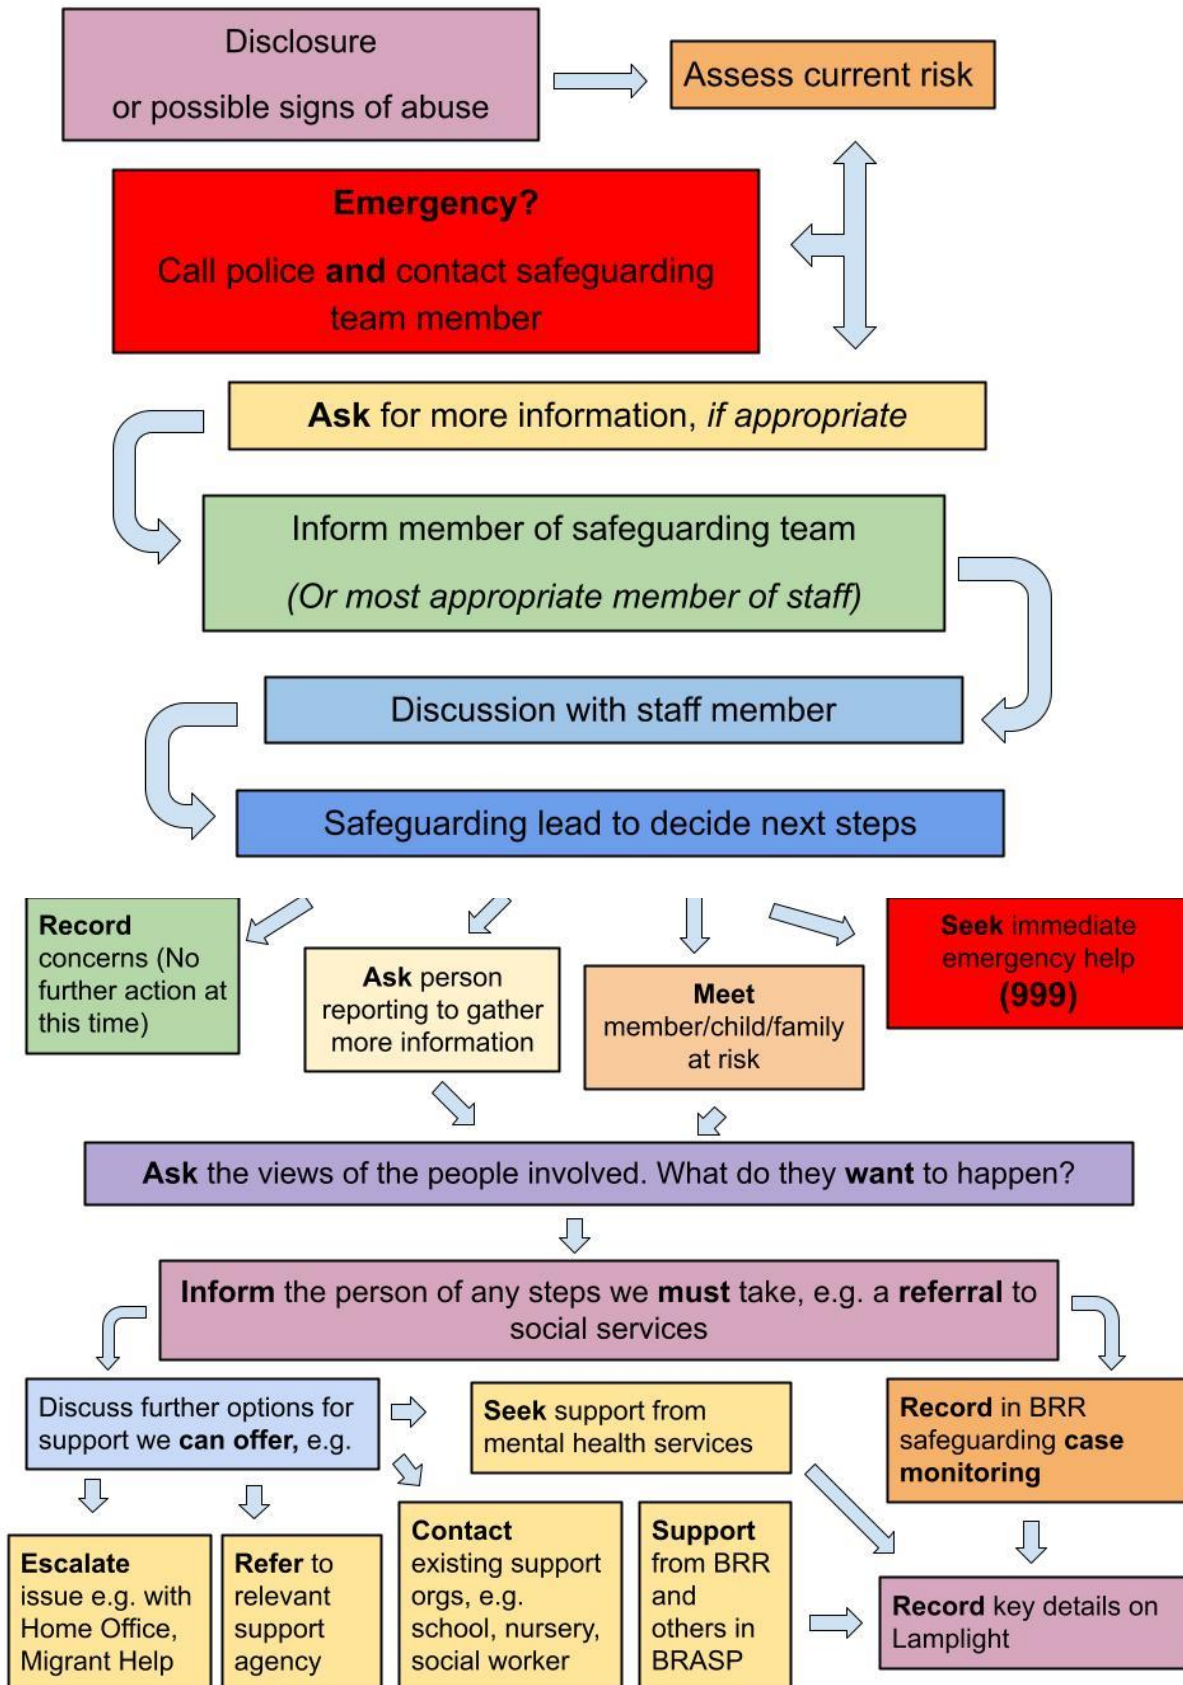 Disclosure
or possible signs of abuse
Assess current risk
Emergency?
Call police and contact safeguarding
team member
Ask for more information, if appropriate
Inform member of safeguarding team
(Or most appropriate member of staff)
Discussion with staff member
Safeguarding lead to decide next steps
Record
concerns (No
further action at
this time)
Ask person
reporting to gather
more information
Meet
member/child/family
at risk
Seek immediate
emergency help
(999)
Ask the views of the people involved. What do they want to happen?
Inform the person of any steps we must take, e.g. a referral to
social services
Discuss further options for
support we can offer, e.g.
Seek support from
mental health services
Record in BRR
safeguarding case
monitoring
Escalate
issue e.g. with
Home Office,
Migrant Help
Refer to
relevant
support
agency
Contact
existing support
orgs, e.g.
school, nursery,
social worker
Support
from BRR
and
others in
BRASP
Record key details on
Lamplight